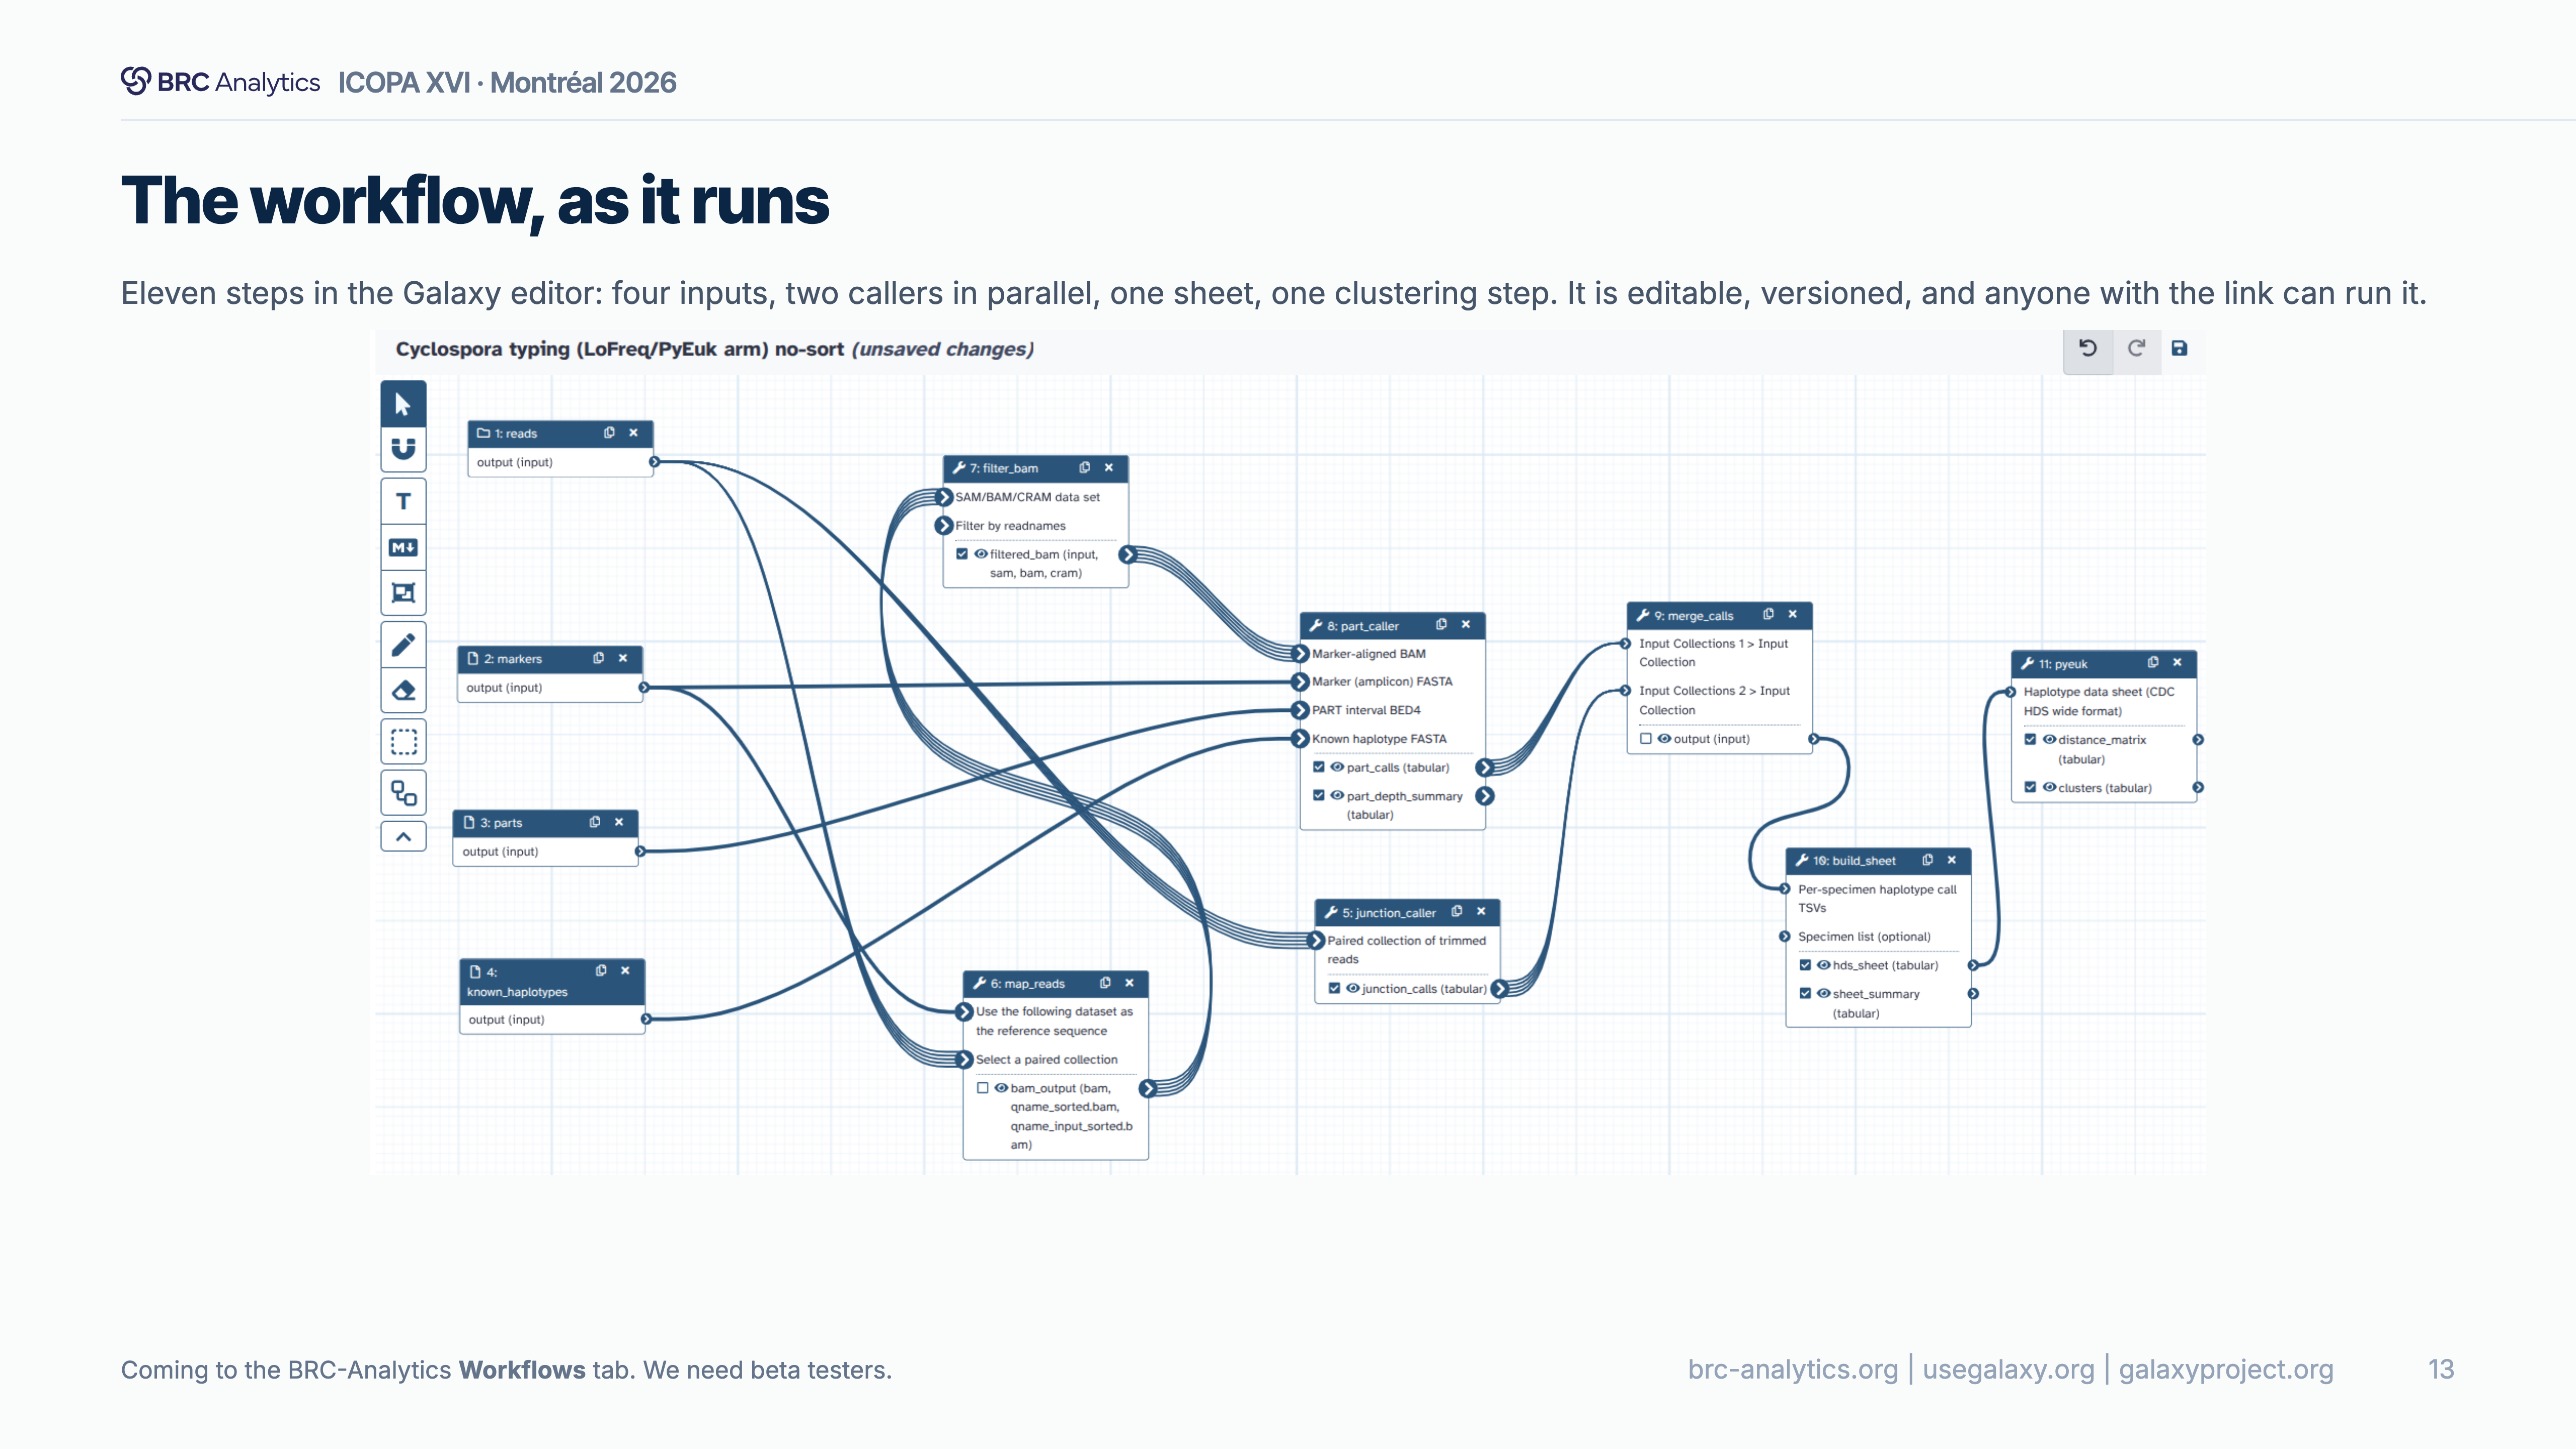 BRC Analytics ICOPA XVI · Montréal 2026
The workflow, as it runs
Eleven steps in the Galaxy editor: four inputs, two callers in parallel, one sheet, one clustering step. It is editable, versioned, and anyone with the link can run it.
Cyclospora typing (LoFreq/PyEuk arm) no-sort (unsaved changes)
T
M
1: reads
output (input)
2: markers
output (input)
3: parts
output (input)
4:
known_haplotypes
output (input)
7: filter_bam
SAM/BAM/CRAM data set
Filter by readnames
filtered_bam (input,
sam, bam, cram)
6: map_reads
Use the following dataset as
the reference sequence
Select a paired collection
bam_output (bam,
qname_sorted.bam,
qname_input_sorted.b
am)
8: part_caller
Marker-aligned BAM
Marker (amplicon) FASTA
PART interval BED4
Known haplotype FASTA
part_calls (tabular)
part_depth_summary
(tabular)
5: junction_caller
Paired collection of trimmed
reads
junction_calls (tabular)
9: merge_calls
Input Collections 1 > Input
Collection
Input Collections 2 > Input
Collection
output (input)
10: build_sheet
Per-specimen haplotype call
TSVs
Specimen list (optional)
hds_sheet (tabular)
sheet_summary
(tabular)
11: pyeuk
Haplotype data sheet (CDC
HDS wide format)
distance_matrix
(tabular)
clusters (tabular)
Coming to the BRC-Analytics Workflows tab. We need beta testers.
brc-analytics.org | usegalaxy.org | galaxyproject.org
13